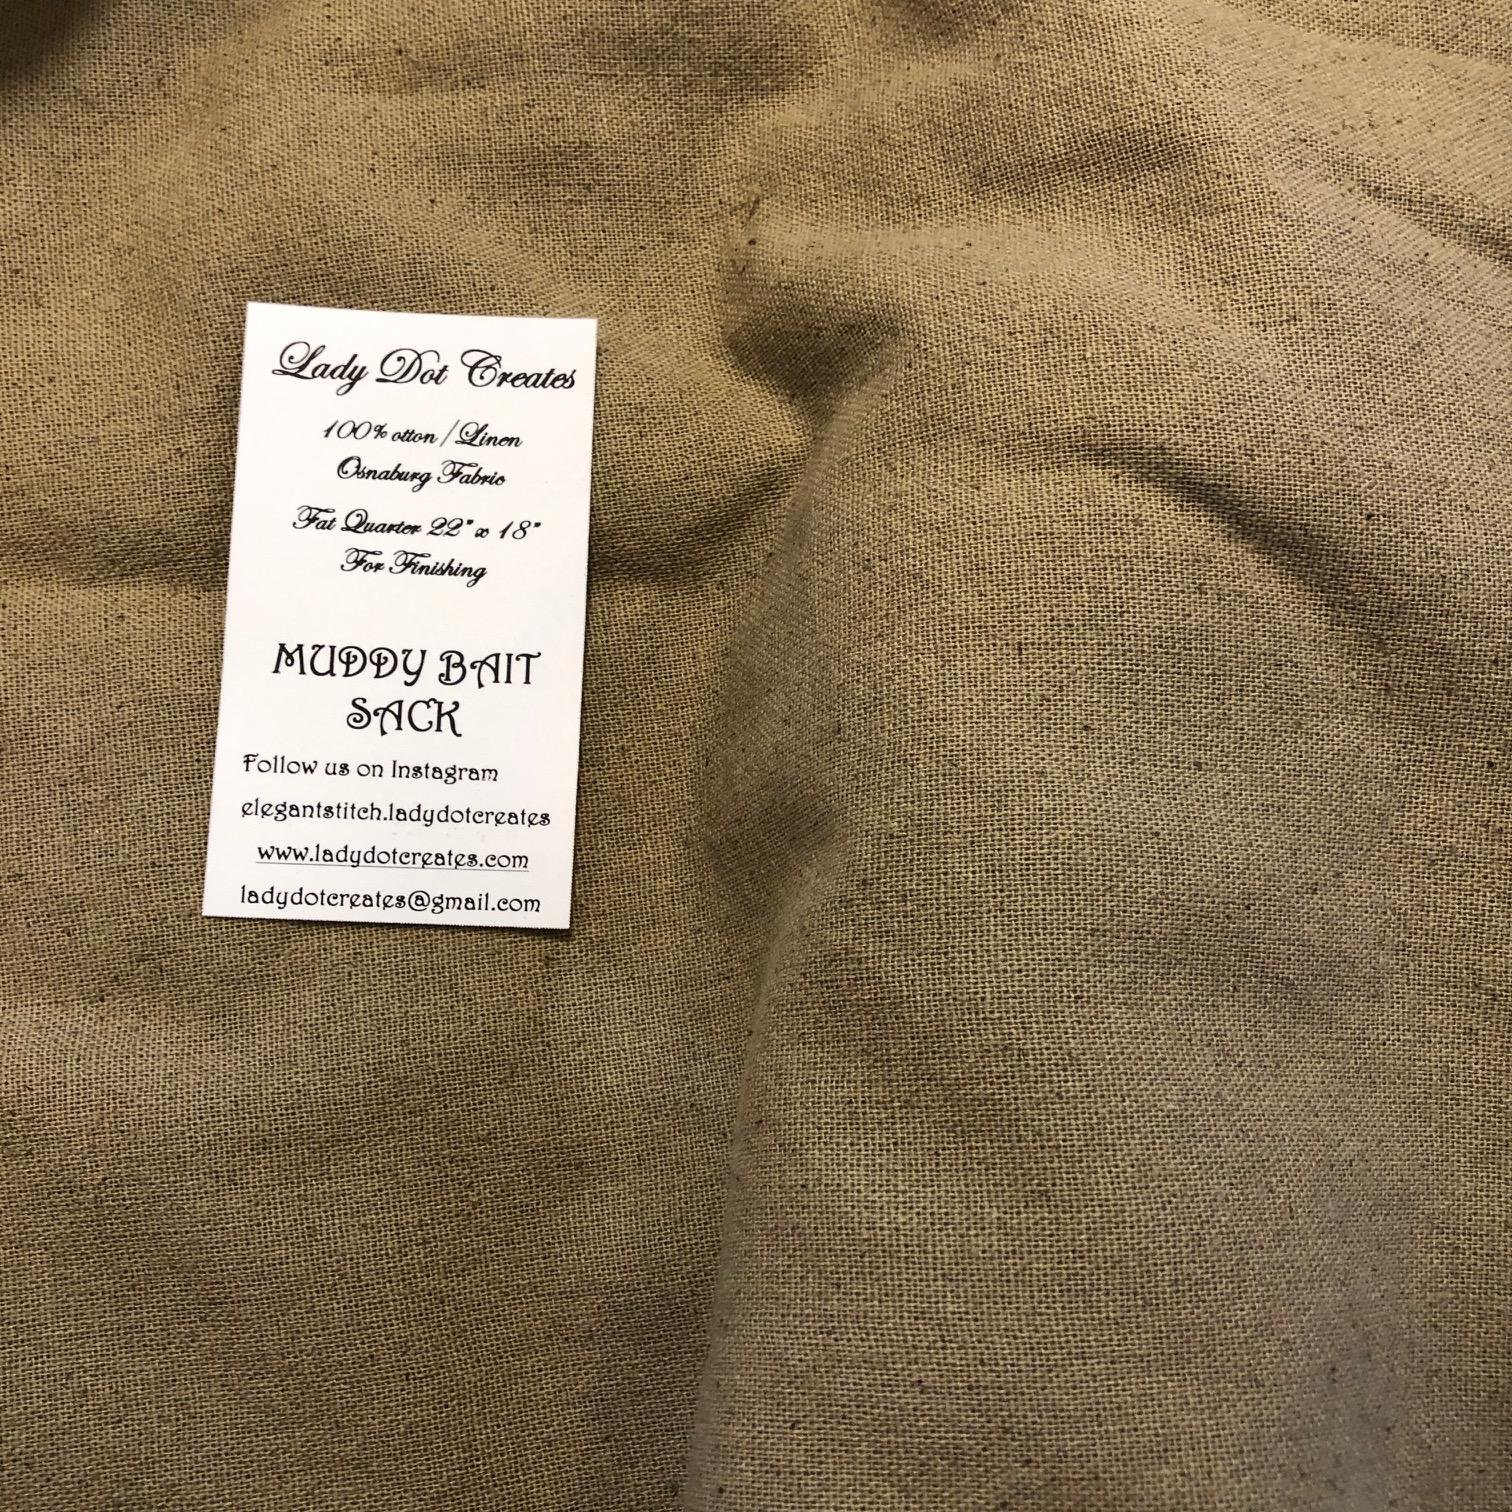 Lady Dot Creates
100% otton / Linen
Osnaburg Fabric
Fat Quarter 22" x 18"
For Finishing
MUDDY BAIT
SACK
Follow us on Instagram
elegantstitch.ladydotcreates
www.ladydotcreates.com
ladydotcreates@gmail.com